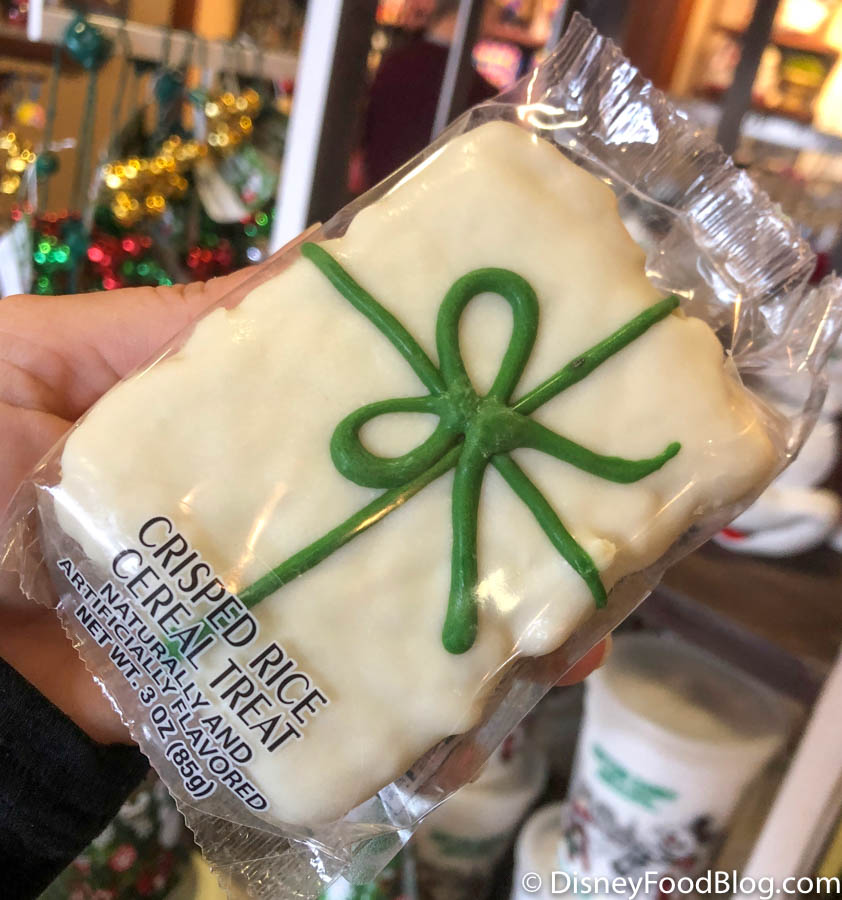 CRISPED RICE
CEREAL TREAT
NATURALLY AND
ARTIFICIALLY FLAVORED
NET WT. 3 OZ (85g)
© DisneyFoodBlog.com